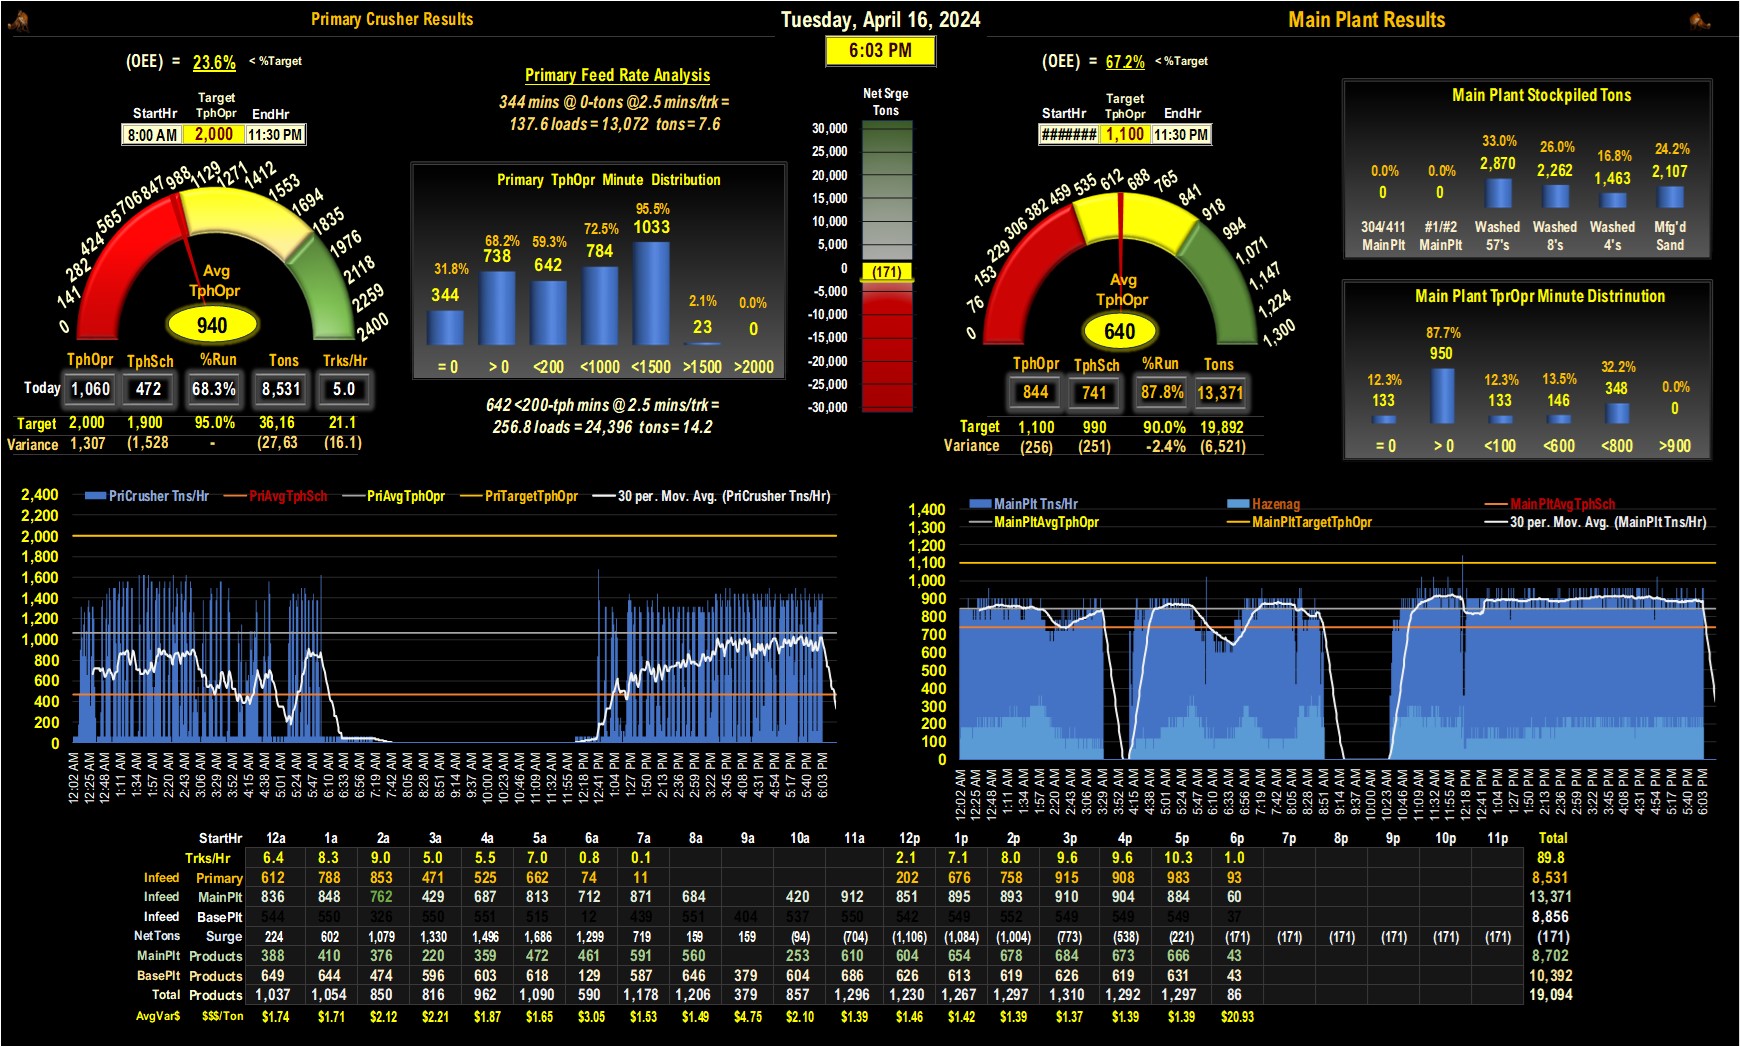 Primary Crusher Results
Tuesday, April 16, 2024
Main Plant Results
6:03 PM
(OEE) = 23.6% < %Target
StartHr Target TphOpr EndHr
8:00 AM 2,000 11:30 PM
0 141 282 424 565 706 847 988 1129 1271 1412 1553 1694 1835 1976 2118 2259 2400
Avg
TphOpr
940
TphOpr TphSch %Run Tons Trks/Hr
Today 1,060 472 68.3% 8,531 5.0
Target 2,000 1,900 95.0% 36,16 21.1
Variance 1,307 (1,528 - (27,63 (16.1)
Primary Feed Rate Analysis
344 mins @ 0-tons @2.5 mins/trk =
137.6 loads = 13,072 tons = 7.6
Primary TphOpr Minute Distribution
31.8% 68.2% 59.3% 72.5% 95.5% 2.1% 0.0%
344 738 642 784 1033 23 0
= 0 > 0 <200 <1000 <1500 >1500 >2000
642 <200-tph mins @ 2.5 mins/trk =
256.8 loads = 24,396 tons = 14.2
Net Srge
Tons
30,000
25,000
20,000
15,000
10,000
5,000
0
(171)
-5,000
-10,000
-15,000
-20,000
-25,000
-30,000
(OEE) = 67.2% < %Target
StartHr Target TphOpr EndHr
####### 1,100 11:30 PM
0 76 153 229 306 382 459 535 612 688 765 841 918 994 1,071 1,147 1,224 1,300
Avg
TphOpr
640
TphOpr TphSch %Run Tons
844 741 87.8% 13,371
Target 1,100 990 90.0% 19,892
Variance (256) (251) -2.4% (6,521)
Main Plant Stockpiled Tons
0.0% 0.0% 33.0% 26.0% 16.8% 24.2%
0 0 2,870 2,262 1,463 2,107
304/411 #1/#2 Washed Washed Washed Mfg'd
MainPlt MainPlt 57's 8's 4's Sand
Main Plant TprOpr Minute Distrinution
12.3% 87.7% 12.3% 13.5% 32.2% 0.0%
133 950 133 146 348 0
= 0 > 0 <100 <600 <800 >900
PriCrusher Tns/Hr PriAvgTphSch PriAvgTphOpr PriTargetTphOpr 30 per. Mov. Avg. (PriCrusher Tns/Hr)
2,400
2,200
2,000
1,800
1,600
1,400
1,200
1,000
800
600
400
200
0
12:02 AM 12:25 AM 12:48 AM 1:11 AM 1:34 AM 1:57 AM 2:20 AM 2:43 AM 3:06 AM 3:29 AM 3:52 AM 4:15 AM 4:38 AM 5:01 AM 5:24 AM 5:47 AM 6:10 AM 6:33 AM 6:56 AM 7:19 AM 7:42 AM 8:05 AM 8:28 AM 8:51 AM 9:14 AM 9:37 AM 10:00 AM 10:23 AM 10:46 AM 11:09 AM 11:32 AM 11:55 AM 12:18 PM 12:41 PM 1:04 PM 1:27 PM 1:50 PM 2:13 PM 2:36 PM 2:59 PM 3:22 PM 3:45 PM 4:08 PM 4:31 PM 4:54 PM 5:17 PM 5:40 PM 6:03 PM
MainPlt Tns/Hr Hazenag MainPltAvgTphSch
MainPltAvgTphOpr MainPltTargetTphOpr 30 per. Mov. Avg. (MainPlt Tns/Hr)
1,400
1,300
1,200
1,100
1,000
900
800
700
600
500
400
300
200
100
0
12:02 AM 12:25 AM 12:48 AM 1:11 AM 1:34 AM 1:57 AM 2:20 AM 2:43 AM 3:06 AM 3:29 AM 3:52 AM 4:15 AM 4:39 AM 5:01 AM 5:24 AM 5:47 AM 6:10 AM 6:33 AM 6:56 AM 7:19 AM 7:42 AM 8:05 AM 8:28 AM 8:51 AM 9:14 AM 9:37 AM 10:00 AM 10:23 AM 10:46 AM 11:09 AM 11:32 AM 11:55 AM 12:18 PM 12:41 PM 1:04 PM 1:27 PM 1:50 PM 2:13 PM 2:36 PM 2:59 PM 3:22 PM 3:45 PM 4:08 PM 4:31 PM 4:54 PM 5:17 PM 5:40 PM 6:03 PM
StartHr 12a 1a 2a 3a 4a 5a 6a 7a 8a 9a 10a 11a 12p 1p 2p 3p 4p 5p 6p 7p 8p 9p 10p 11p Total
Trks/Hr 6.4 8.3 9.0 5.0 5.5 7.0 0.8 0.1 2.1 7.1 8.0 9.6 9.6 10.3 1.0 89.8
Infeed Primary 612 788 853 471 525 662 74 11 202 676 758 915 908 983 93 8,531
Infeed MainPlt 836 848 762 429 687 813 712 871 684 420 912 851 895 893 910 904 884 60 13,371
Infeed BasePlt 544 550 326 550 551 515 12 439 551 404 537 550 542 549 552 549 549 549 37 8,856
NetTons Surge 224 602 1,079 1,330 1,496 1,686 1,299 719 159 159 (94) (704) (1,106) (1,084) (1,004) (773) (538) (221) (171) (171) (171) (171) (171) (171) (171)
MainPlt Products 388 410 376 220 359 472 461 591 560 253 610 604 654 678 684 673 666 43 8,702
BasePlt Products 649 644 474 596 603 618 129 587 646 379 604 686 626 613 619 626 619 631 43 10,392
Total Products 1,037 1,054 850 816 962 1,090 590 1,178 1,206 379 857 1,296 1,230 1,267 1,297 1,310 1,292 1,297 86 19,094
AvgVar$ $$$/Ton $1.74 $1.71 $2.12 $2.21 $1.87 $1.65 $3.05 $1.53 $1.49 $4.75 $2.10 $1.39 $1.46 $1.42 $1.39 $1.37 $1.39 $1.39 $20.93